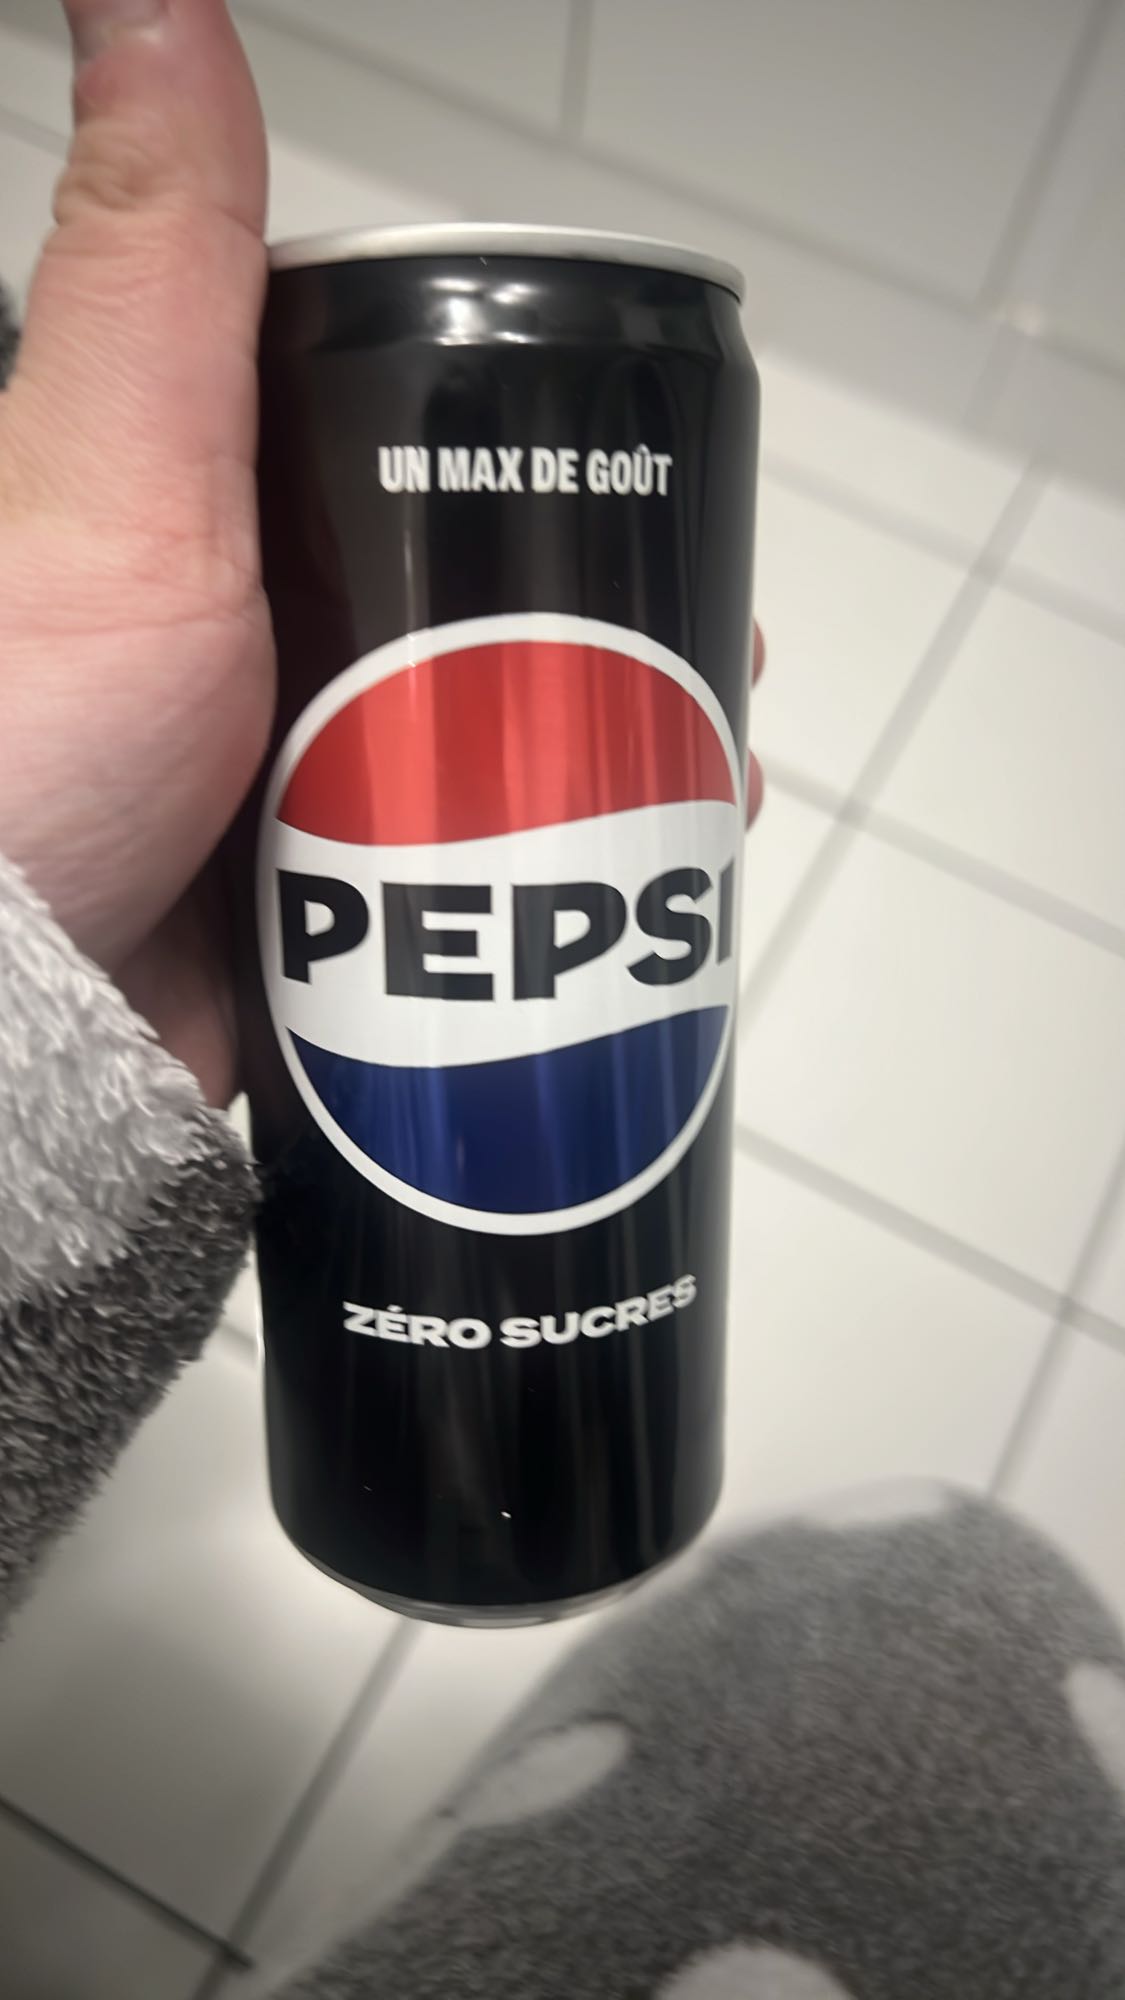 UN MAX DE GOÛT
PEPSI
ZÉRO SUCRES